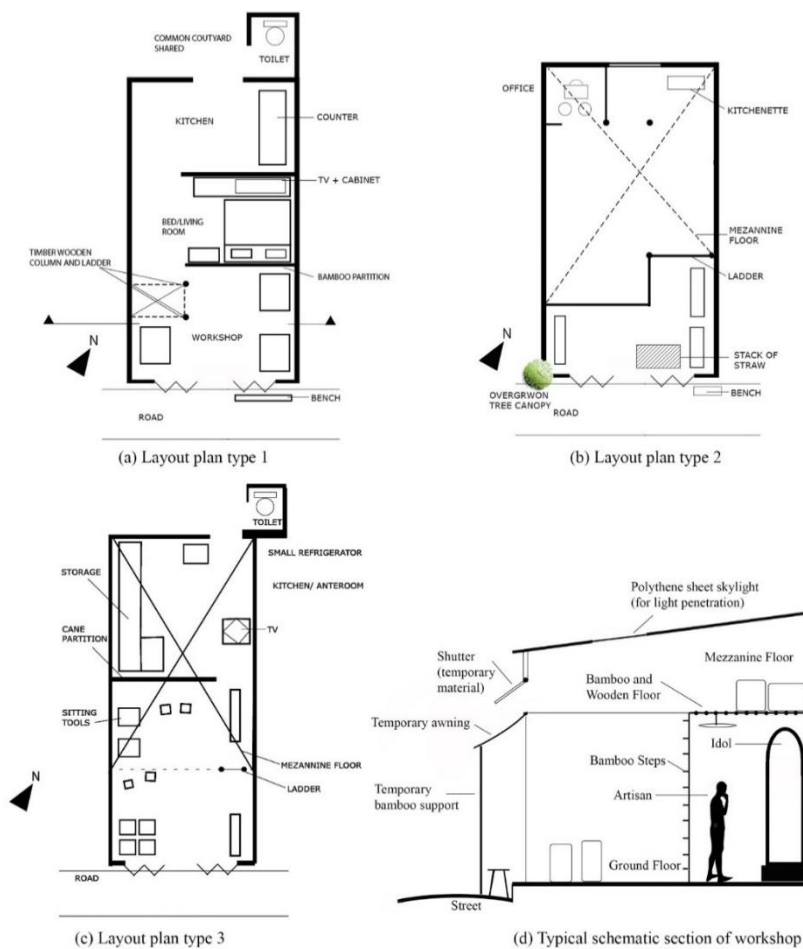 COMMON COUTYARD
SHARED
TOILET
KITCHEN
COUNTER
TV + CABINET
BED/LIVING
ROOM
TIMBER WOODEN
COLUMN AND LADDER
BAMBOO PARTITION
N
WORKSHOP
BENCH
ROAD
(a) Layout plan type 1
OFFICE
KITCHENETTE
MEZANNINE
FLOOR
LADDER
N
STACK OF
STRAW
OVERGRWON
TREE CANOPY
ROAD
BENCH
(b) Layout plan type 2
TOILET
SMALL REFRIGERATOR
STORAGE
KITCHEN/ ANTEROOM
CANE
PARTITION
TV
SITTING
TOOLS
MEZANNINE FLOOR
N
LADDER
ROAD
(c) Layout plan type 3
Polythene sheet skylight
(for light penetration)
Shutter
(temporary
material)
Mezzanine Floor
Bamboo and
Wooden Floor
Temporary awning
Idol
Bamboo Steps
Temporary
bamboo support
Artisan
Ground Floor
Street
(d) Typical schematic section of workshop